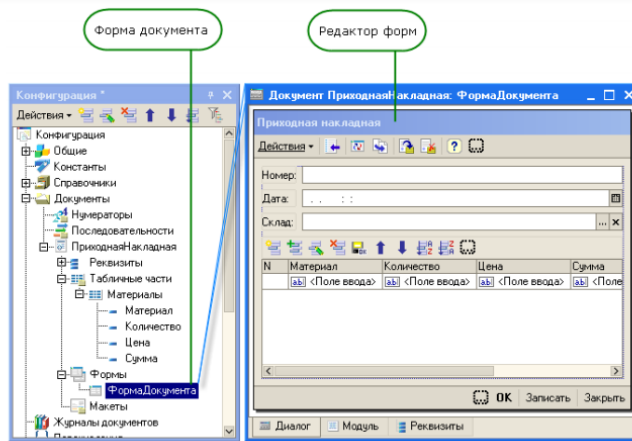 Форма документа
Редактор форм
Конфигурация *
Действия
Конфигурация
Общие
Константы
Справочники
Документы
Нумераторы
Последовательности
ПриходнаяНакладная
Реквизиты
Табличные части
Материалы
Материал
Количество
Цена
Сумма
Формы
ФормаДокумента
Макеты
Журналы документов
Документ ПриходнаяНакладная: ФормаДокумента
Приходная накладная
Действия
Номер:
Дата: . . : :
Склад:
N Материал Количество Цена Сумма
<Поле ввода> <Поле ввода> <Поле ввода> <Поле
OK Записать Закрыть
Диалог Модуль Реквизиты